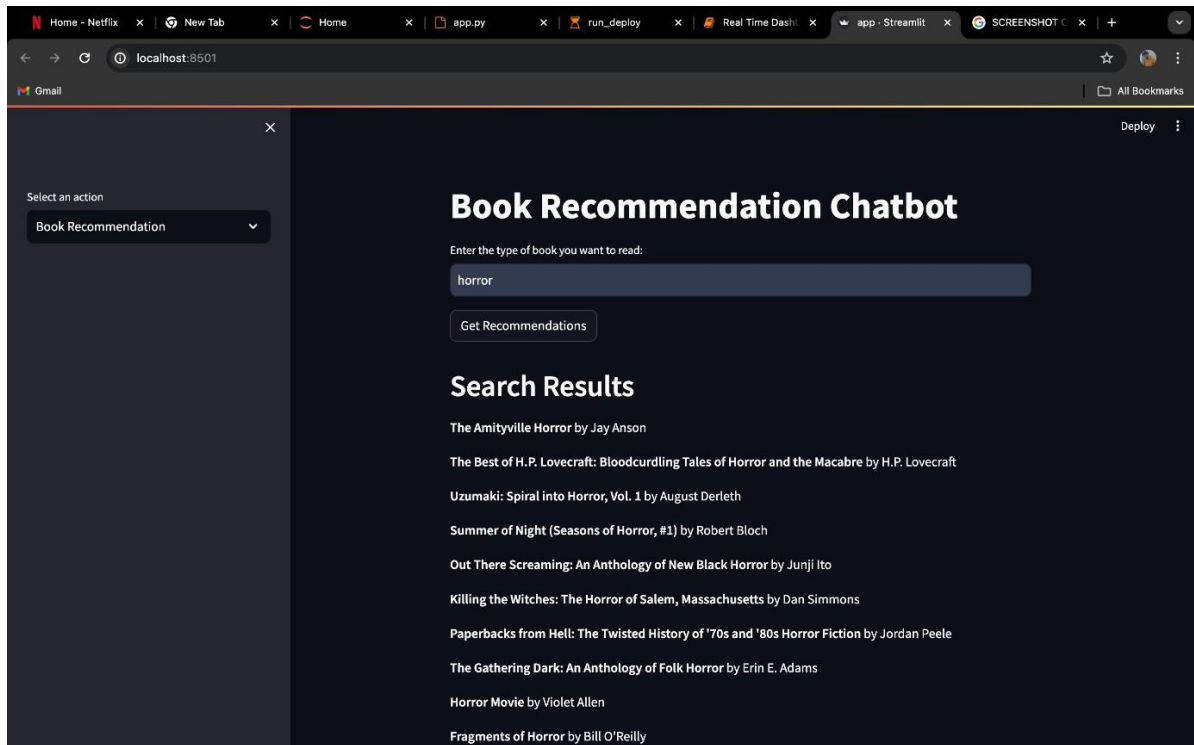 Home - Netflix
New Tab
Home
app.py
run_deploy
Real Time Dash
app · Streamlit
SCREENSHOT
localhost:8501
Gmail
All Bookmarks
Deploy
Select an action
Book Recommendation
Book Recommendation Chatbot
Enter the type of book you want to read:
horror
Get Recommendations
Search Results
The Amityville Horror by Jay Anson
The Best of H.P. Lovecraft: Bloodcurdling Tales of Horror and the Macabre by H.P. Lovecraft
Uzumaki: Spiral into Horror, Vol. 1 by August Derleth
Summer of Night (Seasons of Horror, #1) by Robert Bloch
Out There Screaming: An Anthology of New Black Horror by Junji Ito
Killing the Witches: The Horror of Salem, Massachusetts by Dan Simmons
Paperbacks from Hell: The Twisted History of '70s and '80s Horror Fiction by Jordan Peele
The Gathering Dark: An Anthology of Folk Horror by Erin E. Adams
Horror Movie by Violet Allen
Fragments of Horror by Bill O'Reilly